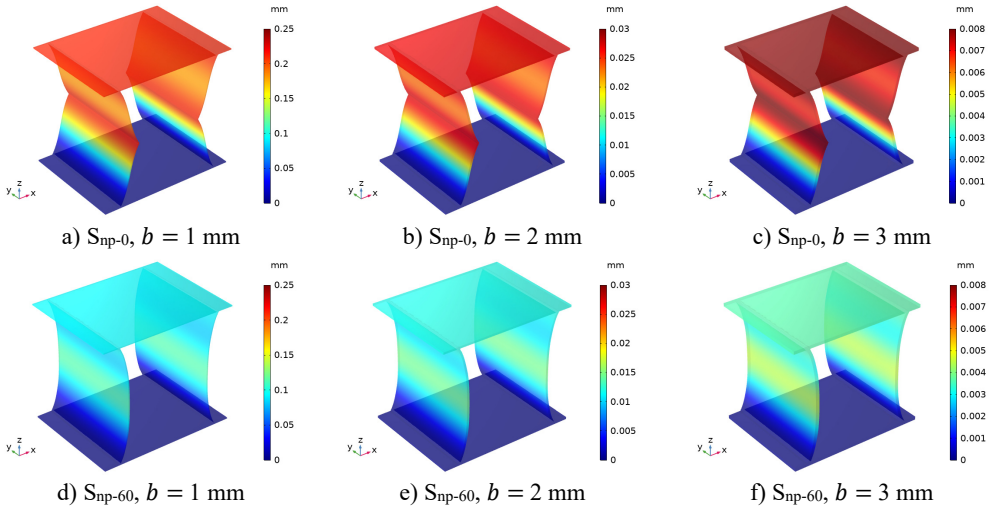 mm
0.25
0.2
0.15
0.1
0.05
0
y z x
a) Snp-0, b = 1 mm
mm
0.03
0.025
0.02
0.015
0.01
0.005
0
y z x
b) Snp-0, b = 2 mm
mm
0.008
0.007
0.006
0.005
0.004
0.003
0.002
0.001
0
y z x
c) Snp-0, b = 3 mm
mm
0.25
0.2
0.15
0.1
0.05
0
y z x
d) Snp-60, b = 1 mm
mm
0.03
0.025
0.02
0.015
0.01
0.005
0
y z x
e) Snp-60, b = 2 mm
mm
0.008
0.007
0.006
0.005
0.004
0.003
0.002
0.001
0
y z x
f) Snp-60, b = 3 mm